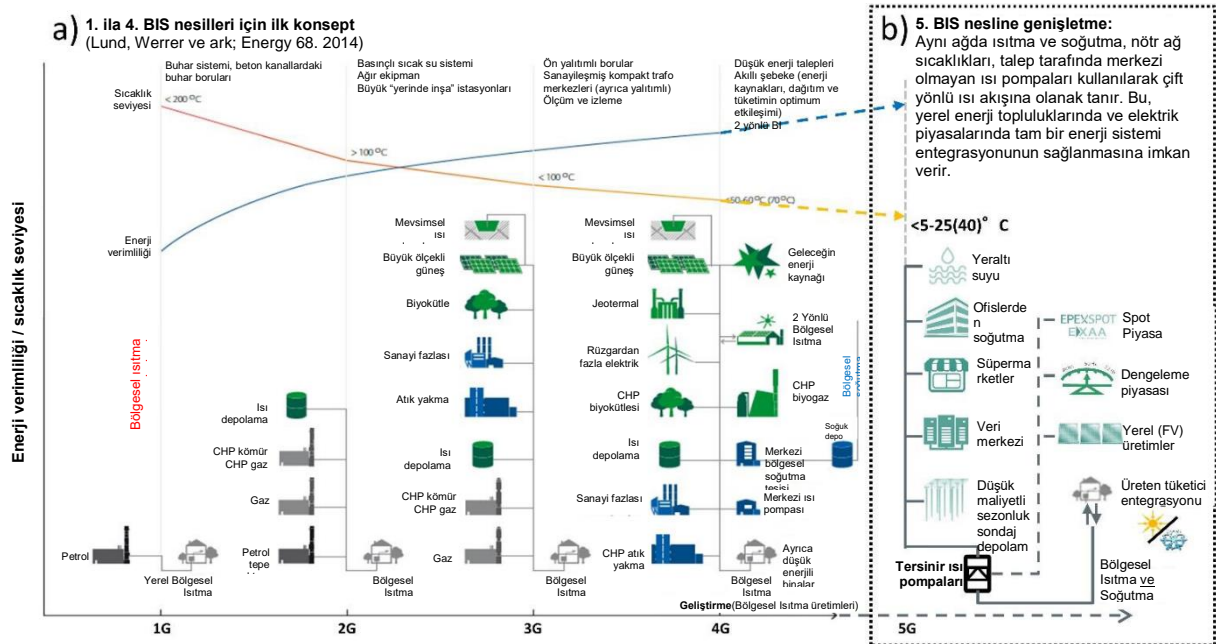 a) 1. ila 4. BIS nesilleri için ilk konsept
(Lund, Werrer ve ark; Energy 68. 2014)
Buhar sistemi, beton kanallardaki
buhar boruları
Basınçlı sıcak su sistemi
Ağır ekipman
Büyük “yerinde inşa” istasyonları
Ön yalıtımlı borular
Sanayileşmiş kompakt trafo
merkezleri (ayrıca yalıtımlı)
Ölçüm ve izleme
Düşük enerji talepleri
Akıllı şebeke (enerji
kaynakları, dağıtım ve
tüketimin optimum
etkileşimi)
2 yönlü BI
Enerji verimliliği / sıcaklık seviyesi
Sıcaklık
seviyesi
< 200 °C
> 100 °C
< 100 °C
<50-60 °C (70 °C)
Enerji
verimliliği
Bölgesel ısıtma
Petrol
Yerel Bölgesel
Isıtma
Isı
depolama
CHP kömür
CHP gaz
Gaz
Petrol
tepe
Bölgesel
Isıtma
Mevsimsel
ısı
Büyük ölçekli
güneş
Biyokütle
Sanayi fazlası
Atık yakma
Isı
depolama
CHP kömür
CHP gaz
Gaz
Bölgesel
Isıtma
Mevsimsel
ısı
Büyük ölçekli
güneş
Jeotermal
Rüzgardan
fazla elektrik
CHP
biyokütlesi
Isı
depolama
Sanayi fazlası
CHP atık
yakma
Geleceğin
enerji
kaynağı
2 Yönlü
Bölgesel
Isıtma
CHP
biyogaz
Merkezi
bölgesel
soğutma
tesisi
Merkezi ısı
pompası
Ayrıca
düşük
enerjili
binalar
Bölgesel
Isıtma
Bölgesel
soğutma
Soğuk
depo
Geliştirme(Bölgesel Isıtma üretimleri)
1G
2G
3G
4G
5G
b) 5. BIS nesline genişletme:
Aynı ağda ısıtma ve soğutma, nötr ağ
sıcaklıkları, talep tarafında merkezi
olmayan ısı pompaları kullanılarak çift
yönlü ısı akışına olanak tanır. Bu,
yerel enerji topluluklarında ve elektrik
piyasalarında tam bir enerji sistemi
entegrasyonunun sağlanmasına imkan
verir.
<5-25(40)° C
Yeraltı
suyu
Ofislerde
n
soğutma
Süperma
rketler
Veri
merkezi
Düşük
maliyetli
sezonluk
sondaj
depolam
EPEXSPOT
EXAA
Spot
Piyasa
Dengeleme
piyasası
Yerel (FV)
üretimler
Üreten tüketici
entegrasyonu
Tersinir ısı
pompaları
Bölgesel
Isıtma ve
Soğutma